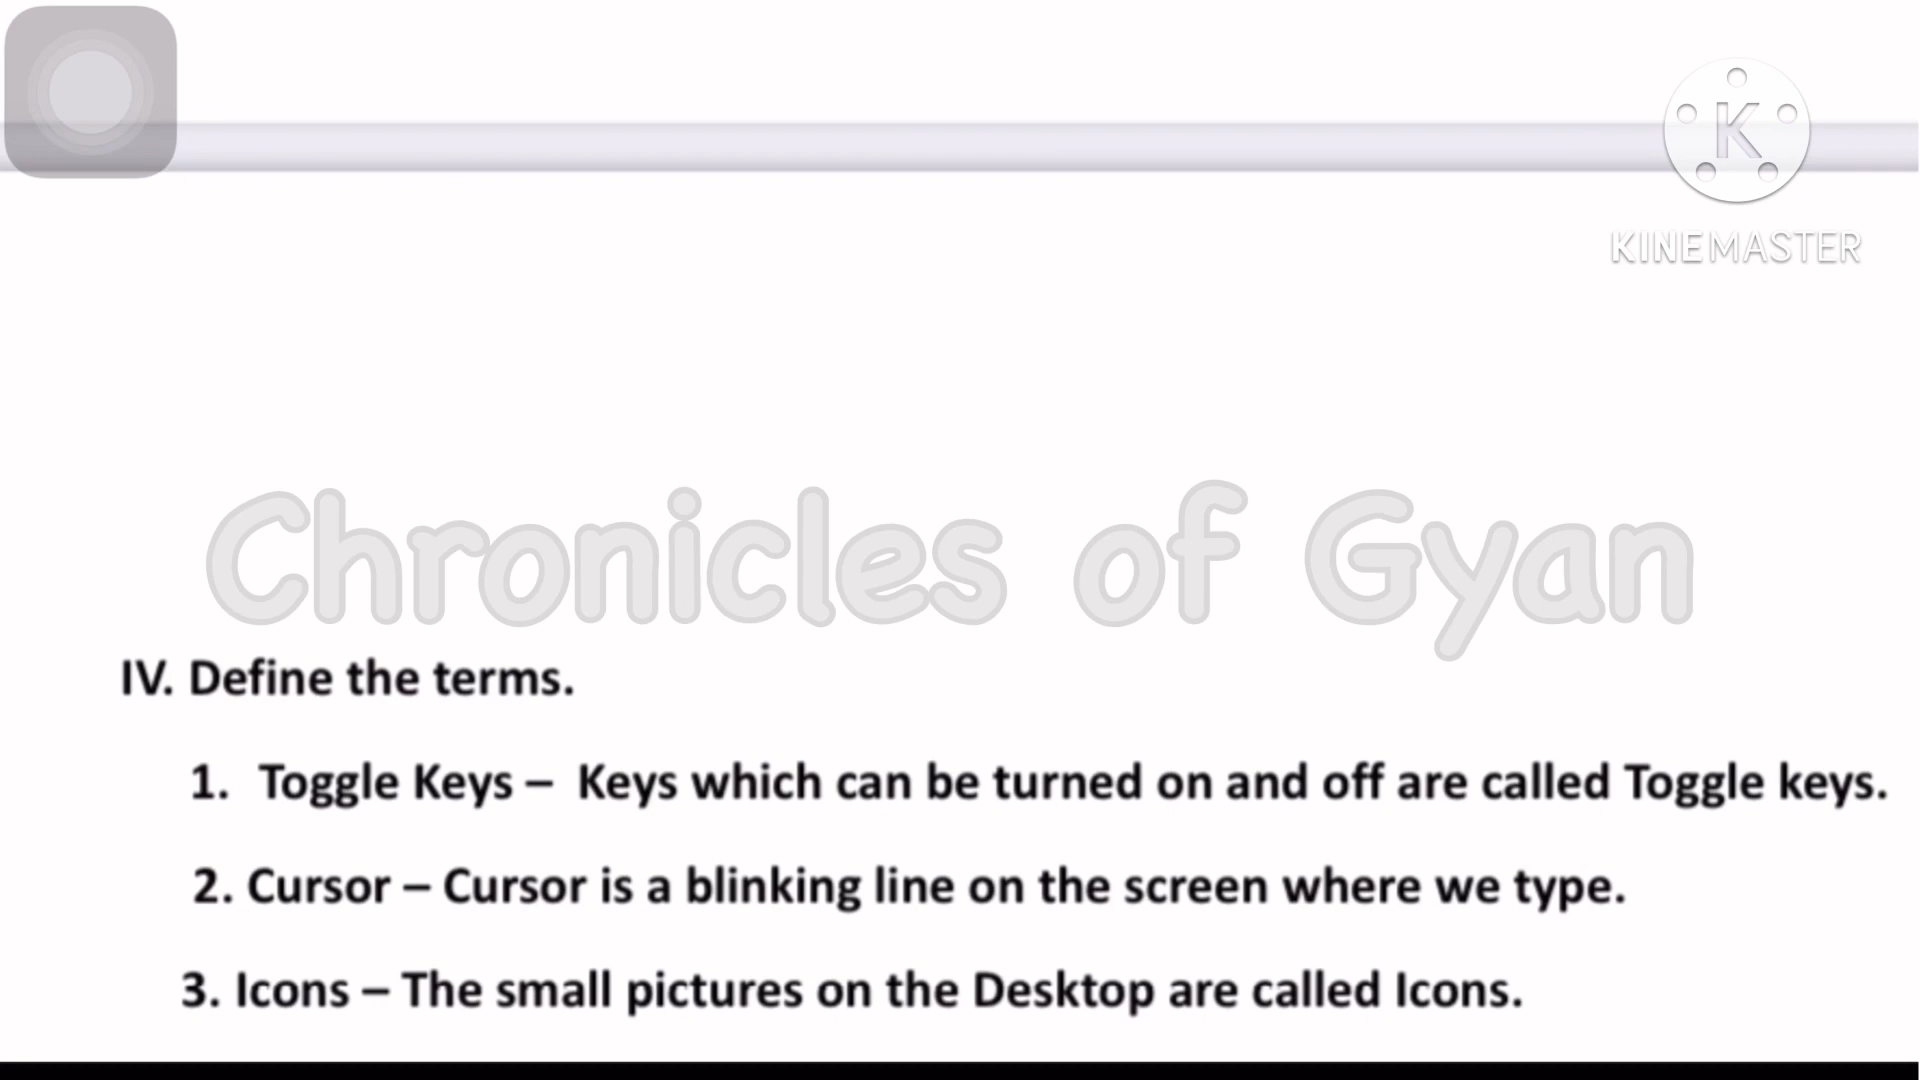 K
KINEMASTER
Chronicles of Gyan
IV. Define the terms.
1. Toggle Keys – Keys which can be turned on and off are called Toggle keys.
2. Cursor – Cursor is a blinking line on the screen where we type.
3. Icons – The small pictures on the Desktop are called Icons.